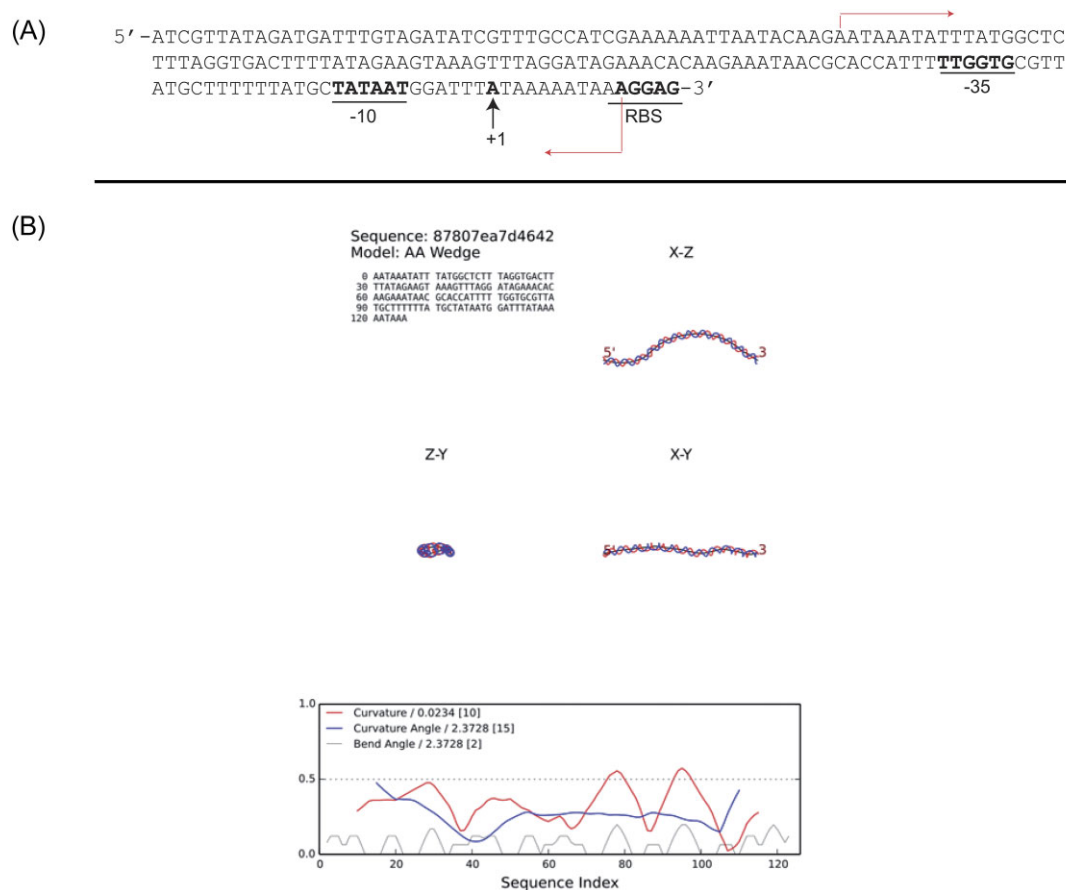 (A)
5'-ATCGTTATAGATGATTTGTAGATATCGTTTGCCATCGAAAAAATTAATACAAGAATAAATATTTATGGCTC
TTTAGGTGACTTTTATAGAAGTAAAGTTTAGGATAGAAACACAAGAAATAACGCACCATTTTTTGGTGCGTT
-35
ATGCTTTTTTATGCTATAATGGATTTATAAAAATAAAGGAG-3'
-10
RBS
+1
(B)
Sequence: 87807ea7d4642
Model: AA Wedge
0 AATAAATATT TATGGCTCTT TAGGTGACTT
30 TTATAGAAGT AAAGTTTAGG ATAGAAACAC
60 AAGAAATAAC GCACCATTTT TTGGTGCGTTA
90 TGCTTTTTTA TGCTATAATG GATTTATAAA
120 AATAAA
X-Z
5'
3
Z-Y
X-Y
5'
3
1.0
0.5
0.0
Curvature / 0.0234 [10]
Curvature Angle / 2.3728 [15]
Bend Angle / 2.3728 [2]
0 20 40 60 80 100 120
Sequence Index